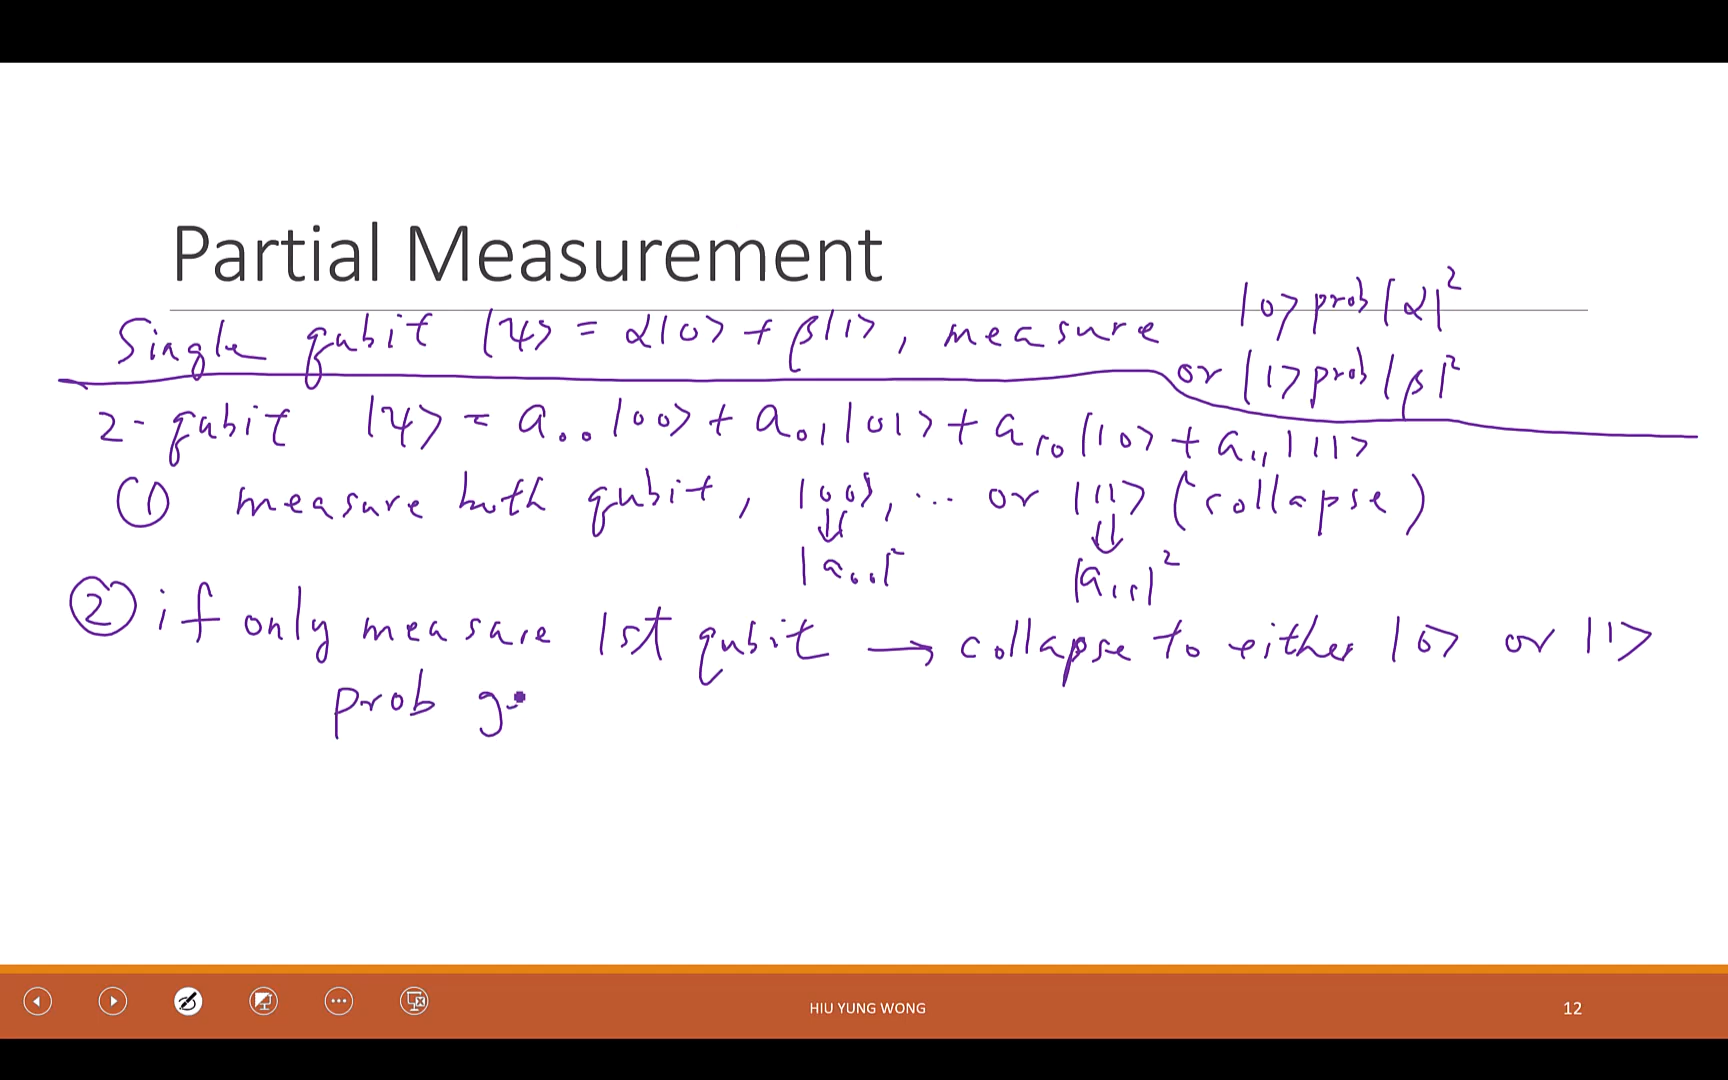 Partial Measurement
Single qubit |ψ> = α|0> + β|1>, measure |0> prob |α|²
or |1> prob |β|²
2-qubit |ψ> = a₀₀|00> + a₀₁|01> + a₁₀|10> + a₁₁|11>
① measure both qubit, |00>, ... or |11> (collapse)
⇓ ⇓
|a₀₀|² |a₁₁|²
② if only measure 1st qubit → collapse to either |0> or |1>
prob
HIU YUNG WONG
12